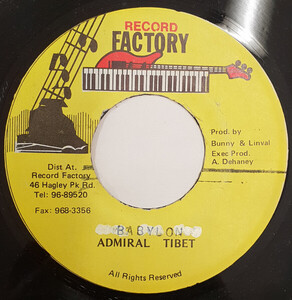 RECORD
FACTORY
Prod. by
Bunny & Linval
Exec Prod.
A. Dehaney
Dist At,
Record Factory
46 Hagley Pk Rd.
Tel: 96-89520
Fax: 968-3356
BABYLON
ADMIRAL TIBET
All Rights Reserved